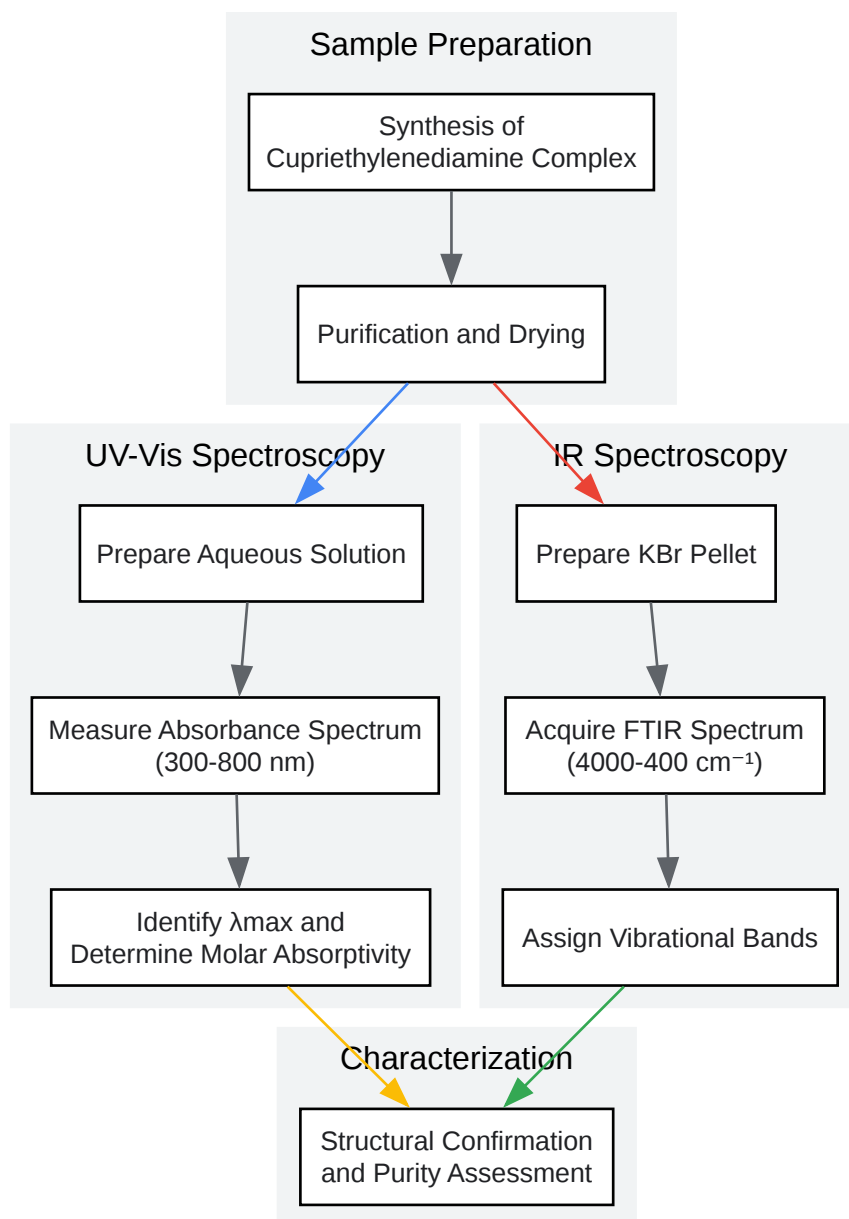 Sample Preparation
Synthesis of
Cupriethylenediamine Complex
Purification and Drying
UV-Vis Spectroscopy
Prepare Aqueous Solution
Measure Absorbance Spectrum
(300-800 nm)
Identify λmax and
Determine Molar Absorptivity
IR Spectroscopy
Prepare KBr Pellet
Acquire FTIR Spectrum
(4000-400 cm⁻¹)
Assign Vibrational Bands
Characterization
Structural Confirmation
and Purity Assessment